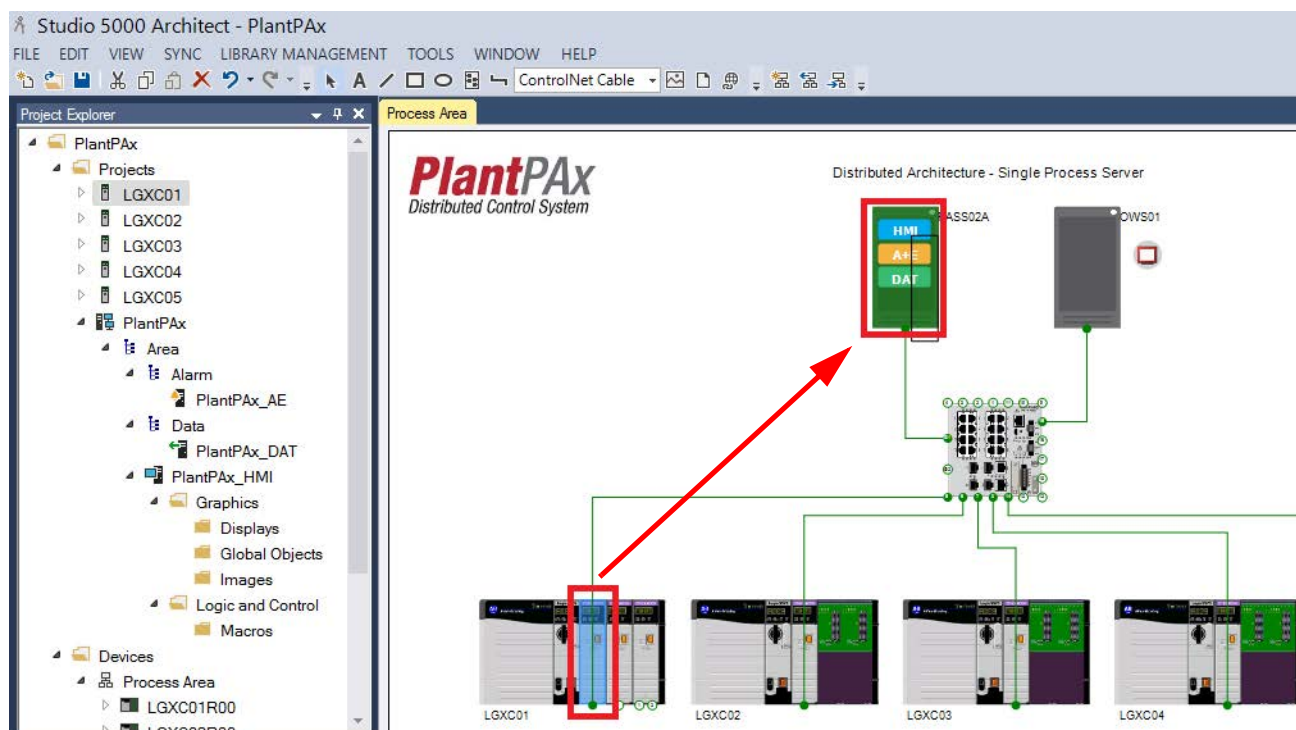 Studio 5000 Architect - PlantPAx
FILE EDIT VIEW SYNC LIBRARY MANAGEMENT TOOLS WINDOW HELP
A ControlNet Cable
Project Explorer
Process Area
PlantPAx
Projects
LGXC01
LGXC02
LGXC03
LGXC04
LGXC05
PlantPAx
Area
Alarm
PlantPAx_AE
Data
PlantPAx_DAT
PlantPAx_HMI
Graphics
Displays
Global Objects
Images
Logic and Control
Macros
Devices
Process Area
LGXC01R00
PlantPAx
Distributed Control System
Distributed Architecture - Single Process Server
ASS02A
OWS01
HMI
A+E
DAT
LGXC01
LGXC02
LGXC03
LGXC04